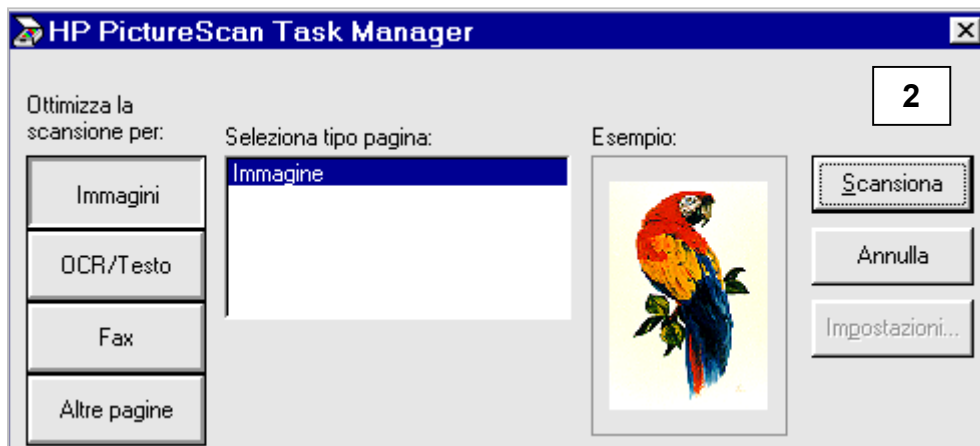 HP PictureScan Task Manager
2
Ottimizza la
scansione per:
Seleziona tipo pagina:
Esempio:
Immagini
OCR/Testo
Fax
Altre pagine
Immagine
Scansiona
Annulla
Impostazioni...